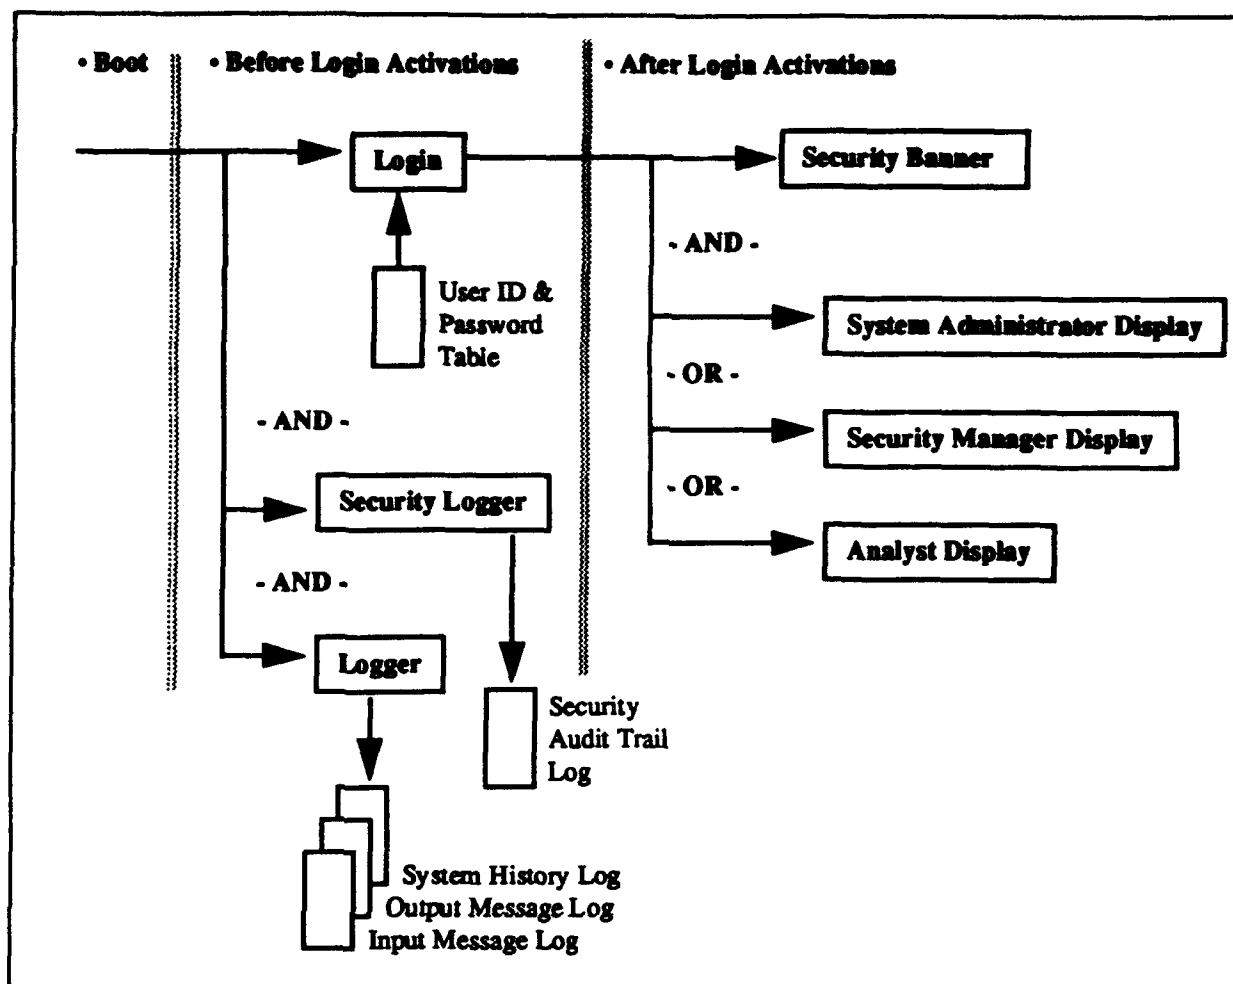 • Boot
• Before Login Activations
• After Login Activations
Login
Security Banner
User ID &
Password
Table
- AND -
System Administrator Display
- OR -
Security Manager Display
- OR -
Analyst Display
- AND -
Security Logger
- AND -
Logger
Security
Audit Trail
Log
System History Log
Output Message Log
Input Message Log